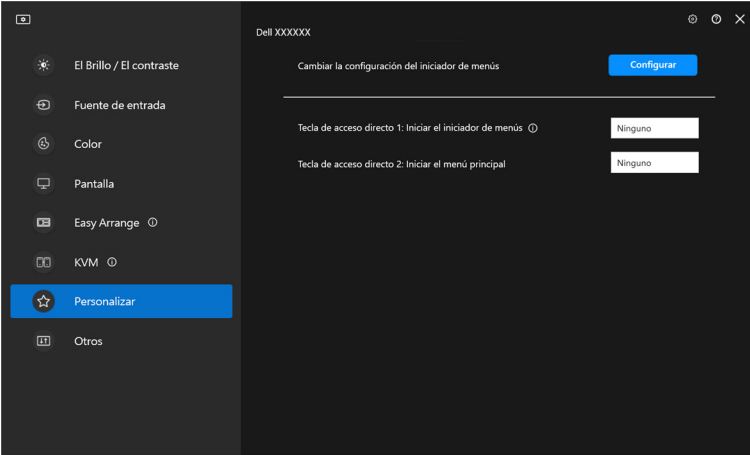 Dell XXXXXX
El Brillo / El contraste
Fuente de entrada
Color
Pantalla
Easy Arrange
KVM
Personalizar
Otros
Cambiar la configuración del iniciador de menús
Configurar
Tecla de acceso directo 1: Iniciar el iniciador de menús
Ninguno
Tecla de acceso directo 2: Iniciar el menú principal
Ninguno